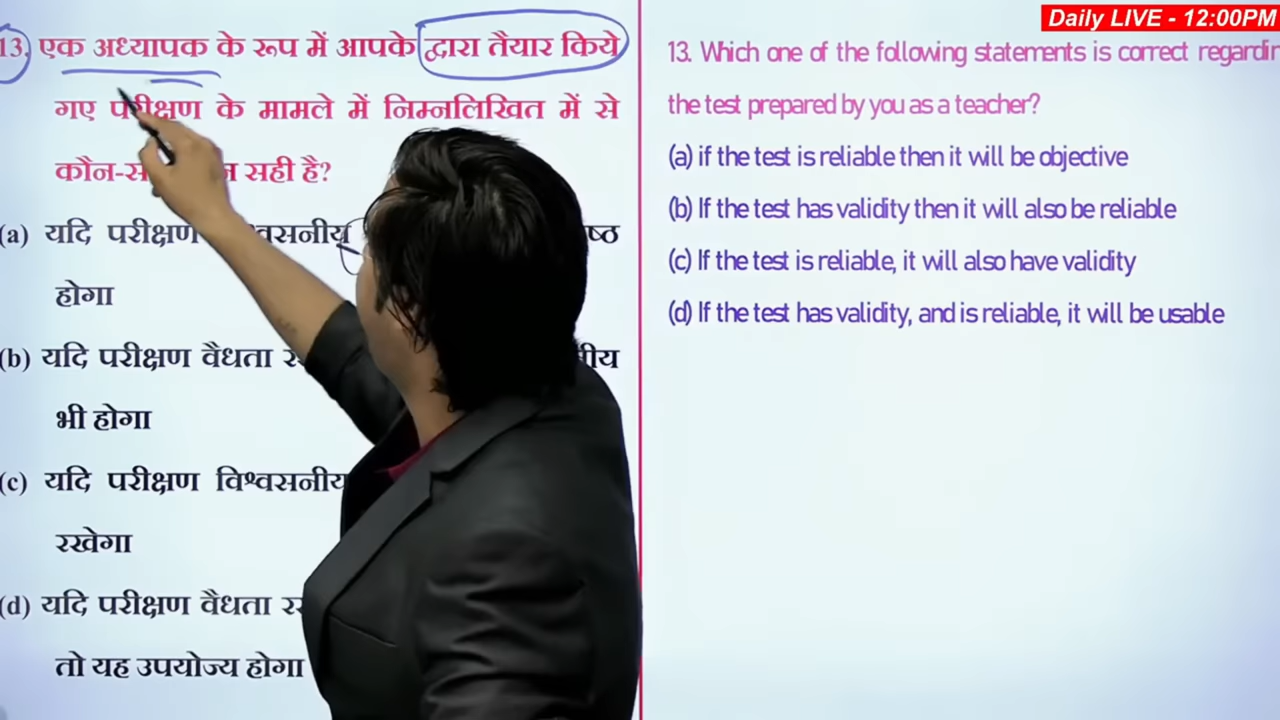 Daily LIVE - 12:00PM
13. एक अध्यापक के रूप में आपके द्वारा तैयार किये
गए परीक्षण के मामले में निम्नलिखित में से
सही है?
(a) यदि परीक्षण
होगा
(b) यदि परीक्षण वैधता
भी होगा
(c) यदि परीक्षण विश्वसनीय
रखेगा
(d) यदि परीक्षण वैधता
तो यह उपयोज्य होगा
13. Which one of the following statements is correct
the test prepared by you as a teacher?
(a) if the test is reliable then it will be objective
(b) If the test has validity then it will also be reliable
(c) If the test is reliable, it will also have validity
(d) If the test has validity, and is reliable, it will be usable